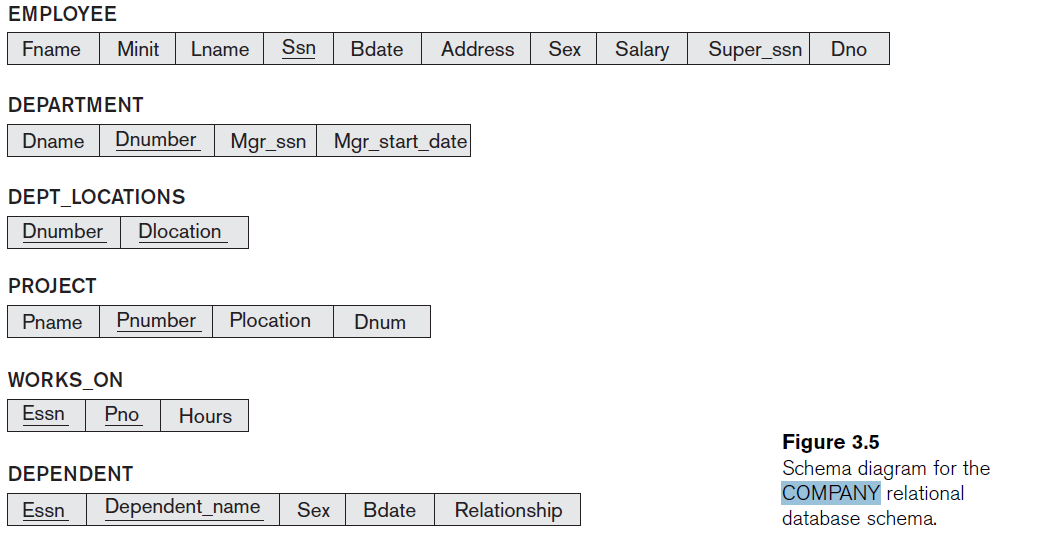 EMPLOYEE
Fname Minit Lname Ssn Bdate Address Sex Salary Super_ssn Dno
DEPARTMENT
Dname Dnumber Mgr_ssn Mgr_start_date
DEPT_LOCATIONS
Dnumber Dlocation
PROJECT
Pname Pnumber Plocation Dnum
WORKS_ON
Essn Pno Hours
DEPENDENT
Essn Dependent_name Sex Bdate Relationship
Figure 3.5
Schema diagram for the
COMPANY relational
database schema.